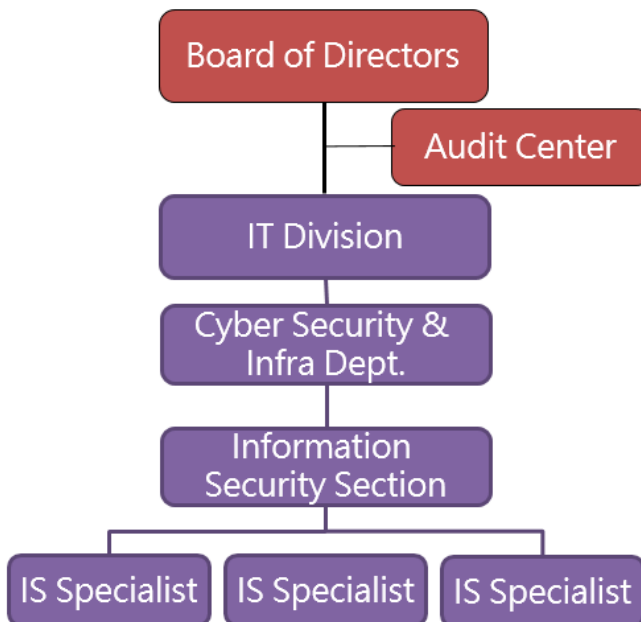 Board of Directors
Audit Center
IT Division
Cyber Security &
Infra Dept.
Information
Security Section
IS Specialist
IS Specialist
IS Specialist